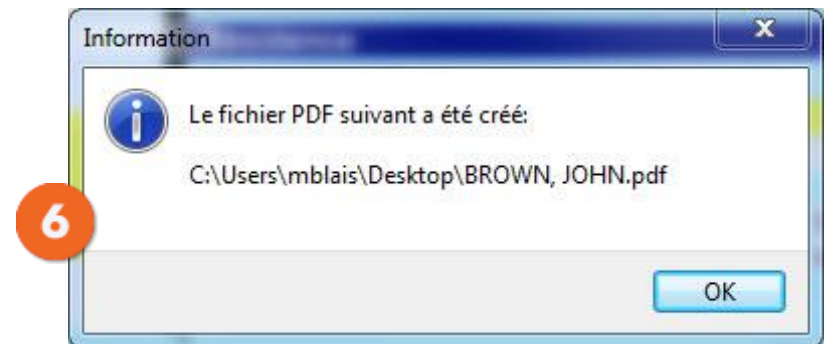 Information
Le fichier PDF suivant a été créé:
C:\Users\mblais\Desktop\BROWN, JOHN.pdf
6
OK